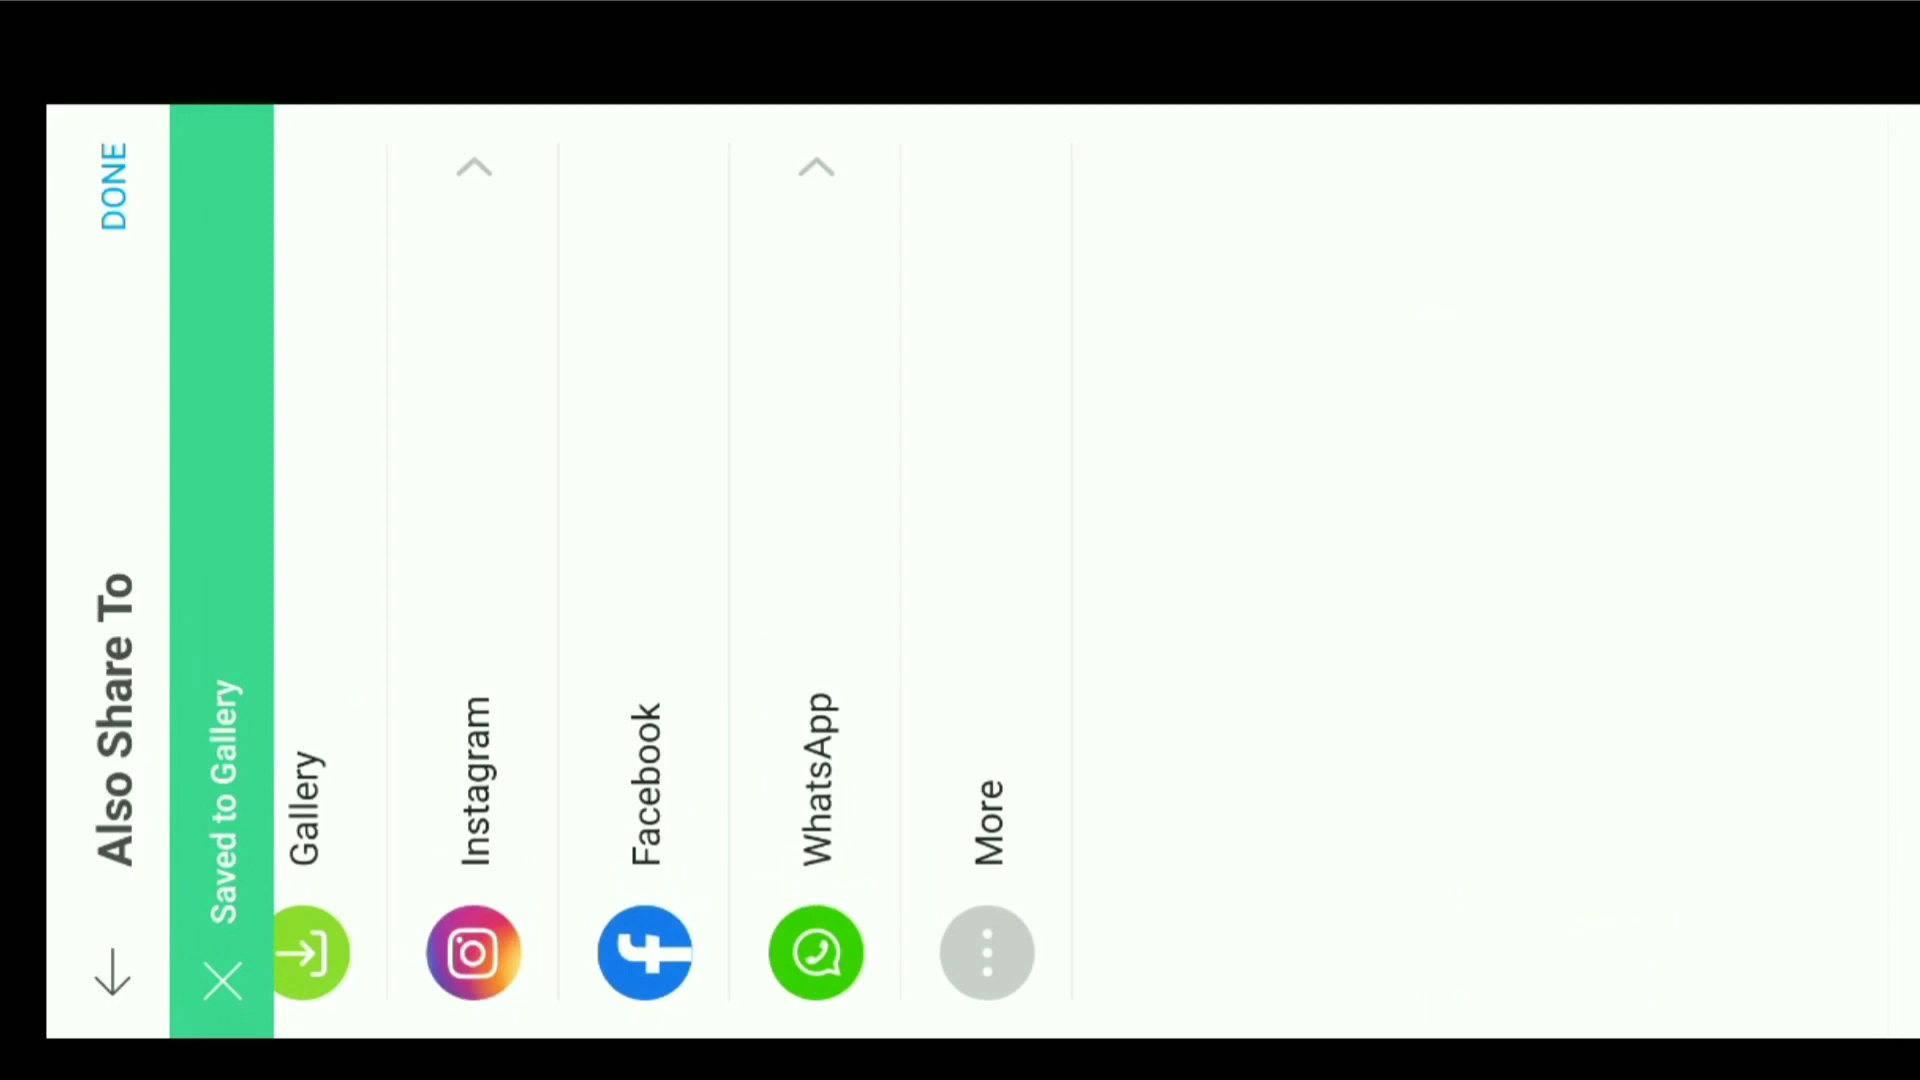 Also Share To
DONE
Saved to Gallery
Gallery
Instagram
Facebook
WhatsApp
More